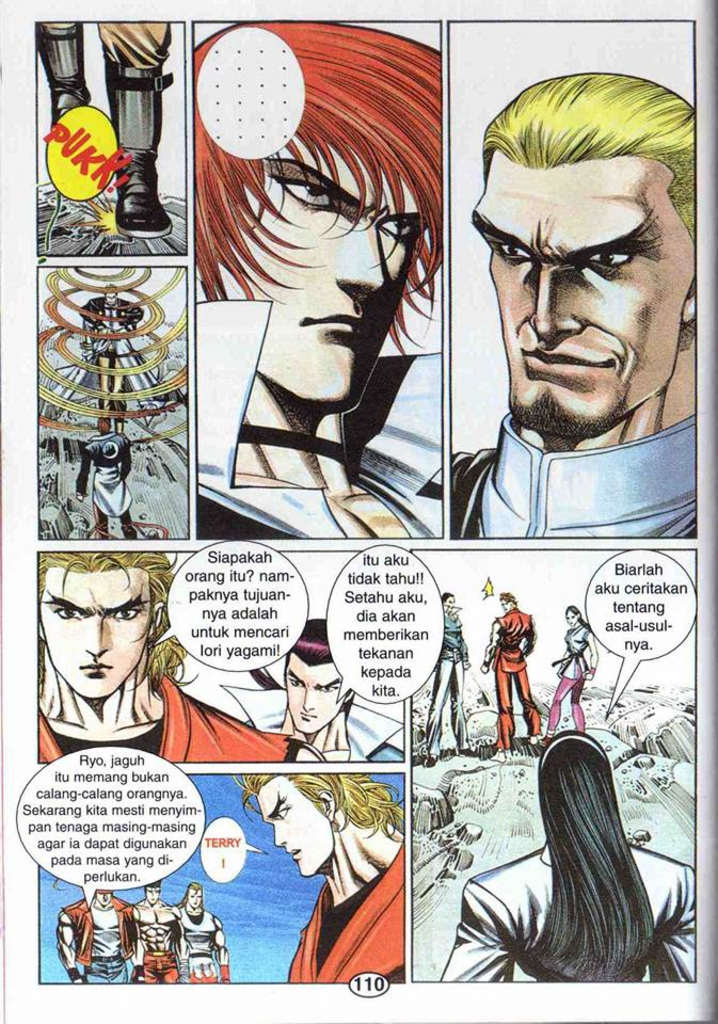 PUKK!
Siapakah
orang itu? nam-
paknya tujuan-
nya adalah
untuk mencari
Iori yagami!
itu aku
tidak tahu!!
Setahu aku,
dia akan
memberikan
tekanan
kepada
kita.
Biarlah
aku ceritakan
tentang
asal-usul-
nya.
Ryo, jaguh
itu memang bukan
calang-calang orangnya.
Sekarang kita mesti menyim-
pan tenaga masing-masing
agar ia dapat digunakan
pada masa yang di-
perlukan.
TERRY
!
110